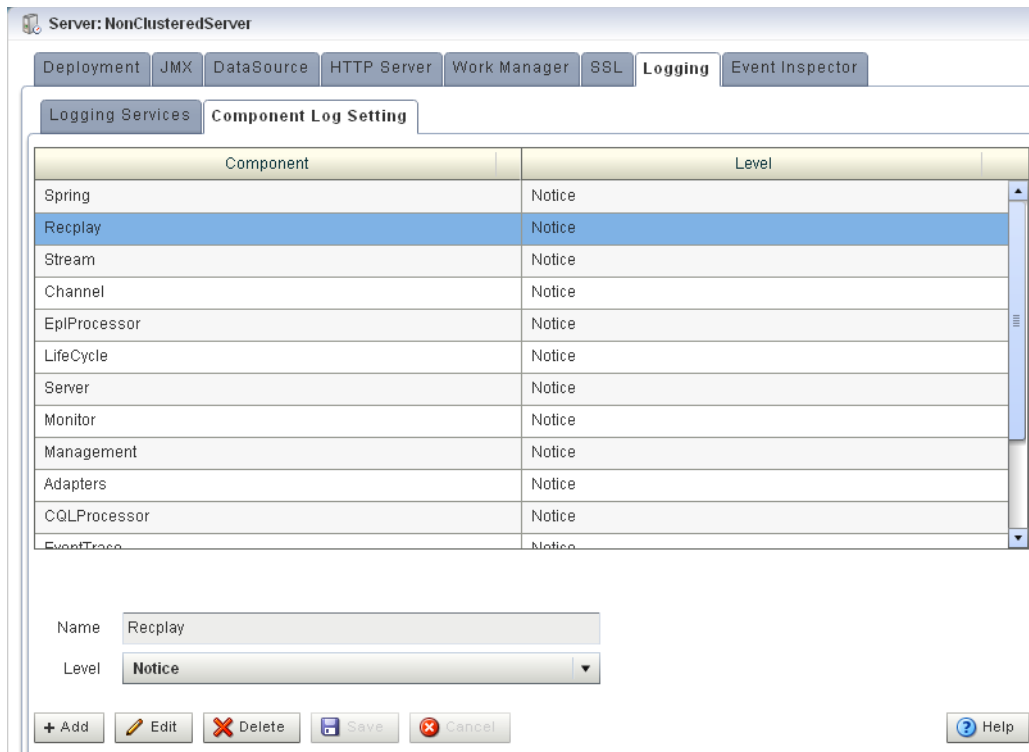 Server: NonClusteredServer
Deployment JMX DataSource HTTP Server Work Manager SSL Logging Event Inspector
Logging Services Component Log Setting
Component Level
Spring Notice
Recplay Notice
Stream Notice
Channel Notice
EplProcessor Notice
LifeCycle Notice
Server Notice
Monitor Notice
Management Notice
Adapters Notice
CQLProcessor Notice
EventTrace Notice
Name Recplay
Level Notice
+ Add Edit Delete Save Cancel ? Help